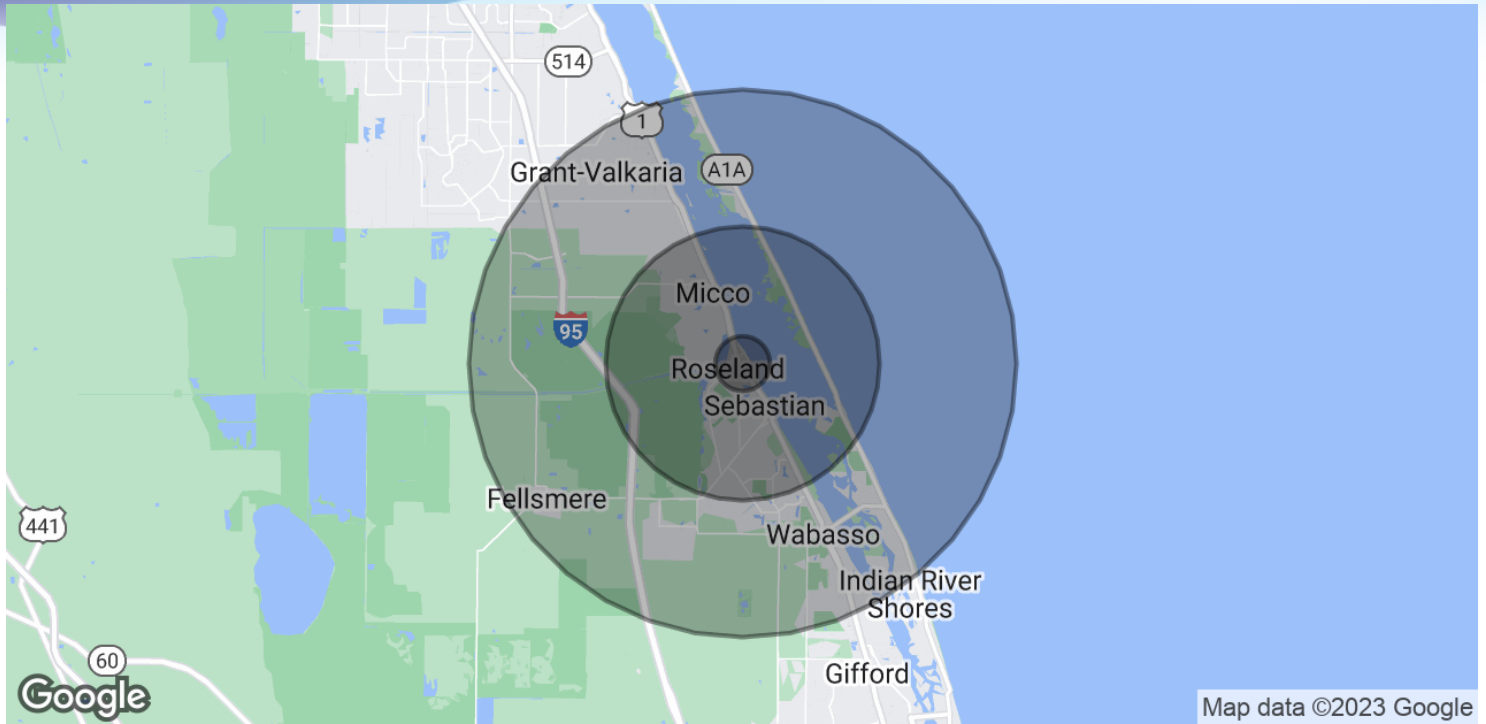 514
1
Grant-Valkaria
A1A
Micco
95
Roseland
Sebastian
Fellsmere
441
Wabasso
Indian River
Shores
60
Gifford
Google
Map data ©2023 Google